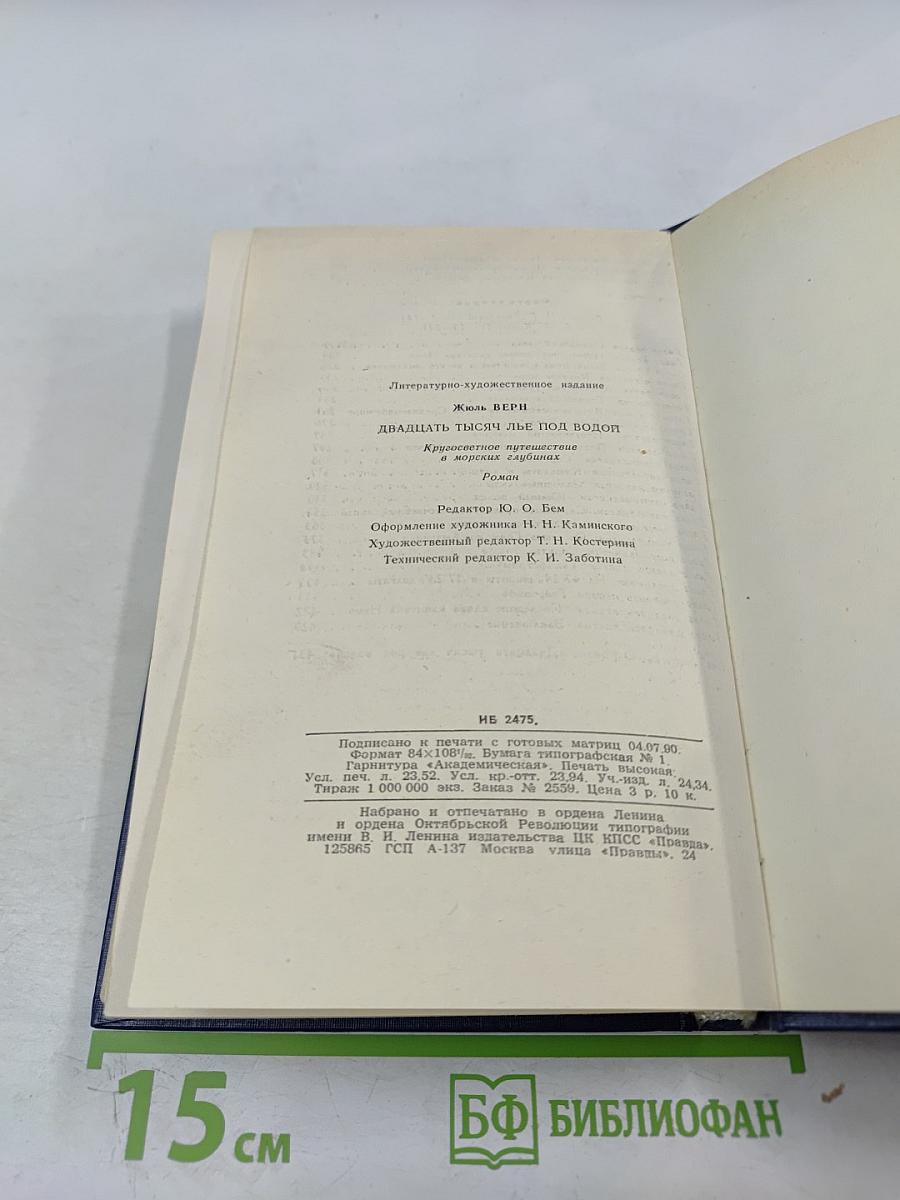 Литературно-художественное издание
Жюль ВЕРН
ДВАДЦАТЬ ТЫСЯЧ ЛЬЕ ПОД ВОДОЙ
Кругосветное путешествие
в морских глубинах
Роман
Редактор Ю. О. Бем
Оформление художника Н. Н. Каминского
Художественный редактор Т. Н. Костерина
Технический редактор К. И. Заботина
ИБ 2475.
Подписано к печати с готовых матриц 04.07.90.
Формат 84×108¹/₃₂. Бумага типографская № 1.
Гарнитура «Академическая». Печать высокая.
Усл. печ. л. 23,52. Усл. кр.-отт. 23,94. Уч.-изд. л. 24,34.
Тираж 1 000 000 экз. Заказ № 2559. Цена 3 р. 10 к.
Набрано и отпечатано в ордена Ленина
и ордена Октябрьской Революции типографии
имени В. И. Ленина издательства ЦК КПСС «Правда».
125865 ГСП А-137 Москва улица «Правды». 24
15 см
БФ БИБЛИОФАН